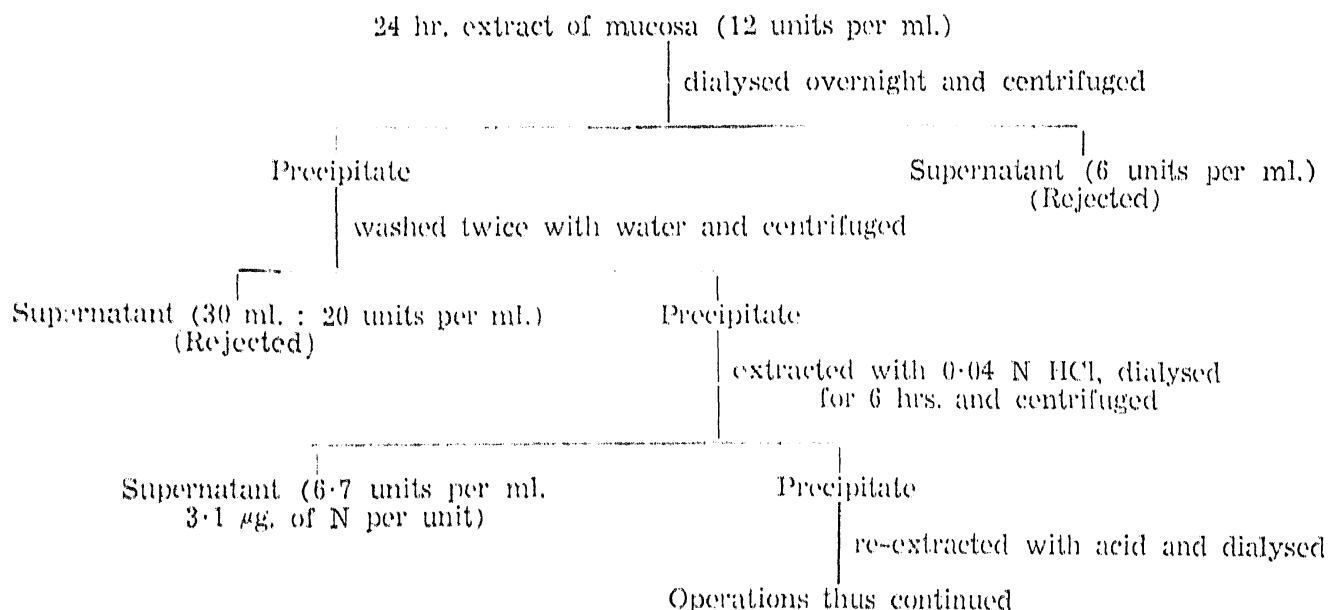 24 hr. extract of mucosa (12 units per ml.)
dialysed overnight and centrifuged
Precipitate
Supernatant (6 units per ml.)
(Rejected)
washed twice with water and centrifuged
Supernatant (30 ml. : 20 units per ml.)
(Rejected)
Precipitate
extracted with 0·04 N HCl, dialysed
for 6 hrs. and centrifuged
Supernatant (6·7 units per ml.
3·1 μg. of N per unit)
Precipitate
re-extracted with acid and dialysed
Operations thus continued